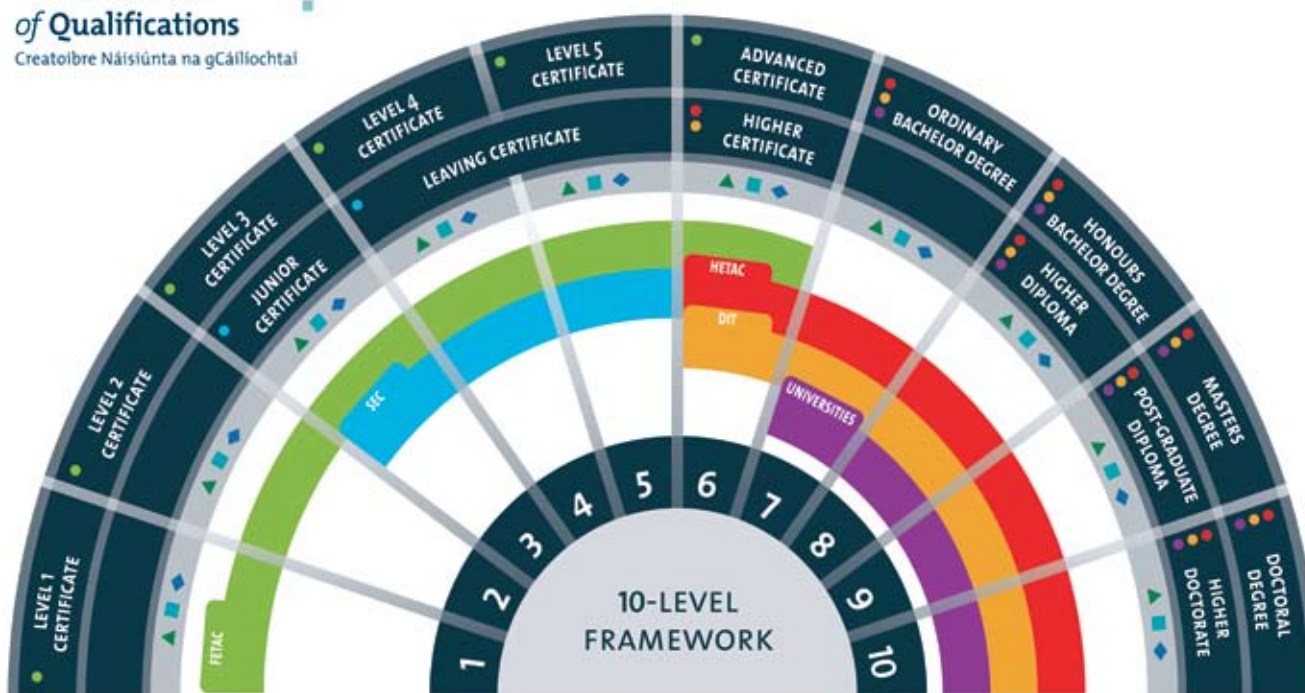 of Qualifications
Creatoibre Náisiúnta na gCáilíochtaí
LEVEL 1
CERTIFICATE
LEVEL 2
CERTIFICATE
LEVEL 3
CERTIFICATE
LEVEL 4
CERTIFICATE
LEVEL 5
CERTIFICATE
ADVANCED
CERTIFICATE
ORDINARY
BACHELOR DEGREE
HONOURS
BACHELOR DEGREE
MASTERS
DEGREE
DOCTORAL
DEGREE
JUNIOR
CERTIFICATE
LEAVING CERTIFICATE
HIGHER
CERTIFICATE
HIGHER
DIPLOMA
POST-GRADUATE
DIPLOMA
HIGHER
DOCTORATE
FETAC
SEC
HETAC
DIT
UNIVERSITIES
1
2
3
4
5
6
7
8
9
10
10-LEVEL
FRAMEWORK